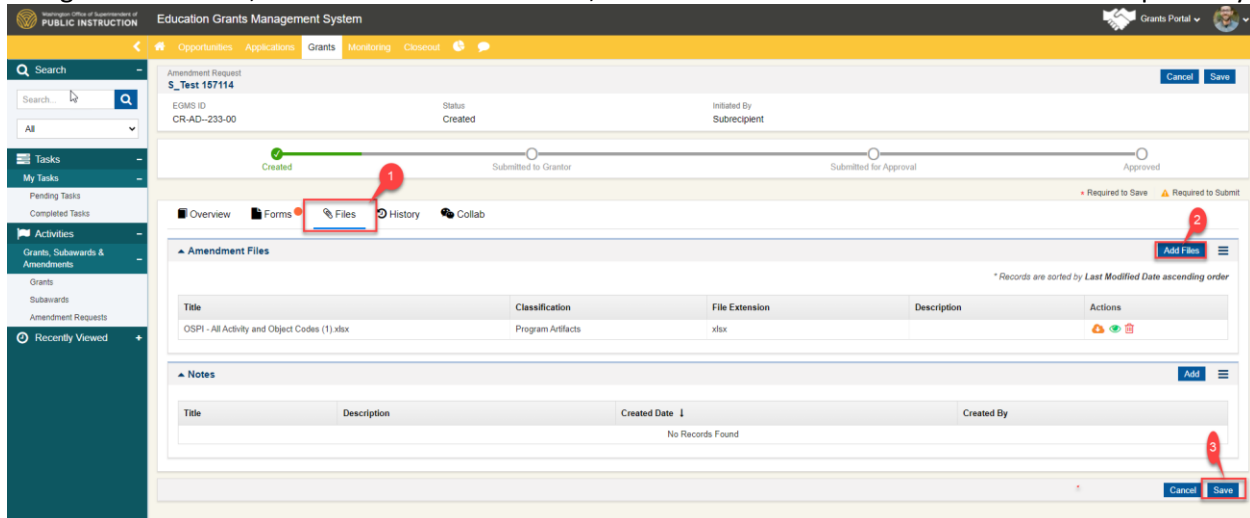 Washington Office of Superintendent of
PUBLIC INSTRUCTION
Education Grants Management System
Grants Portal
Opportunities Applications Grants Monitoring Closeout
Search
Search...
All
Tasks
My Tasks
Pending Tasks
Completed Tasks
Activities
Grants, Subawards &
Amendments
Grants
Subawards
Amendment Requests
Recently Viewed
Amendment Request
S_Test 157114
Cancel Save
EGMS ID Status Initiated By
CR-AD--233-00 Created Subrecipient
Created Submitted to Grantor Submitted for Approval Approved
1
* Required to Save Required to Submit
Overview Forms Files History Collab
2
Amendment Files Add Files
* Records are sorted by Last Modified Date ascending order
Title Classification File Extension Description Actions
OSPI - All Activity and Object Codes (1).xlsx Program Artifacts xlsx
Notes Add
Title Description Created Date ↓ Created By
No Records Found
3
* Cancel Save